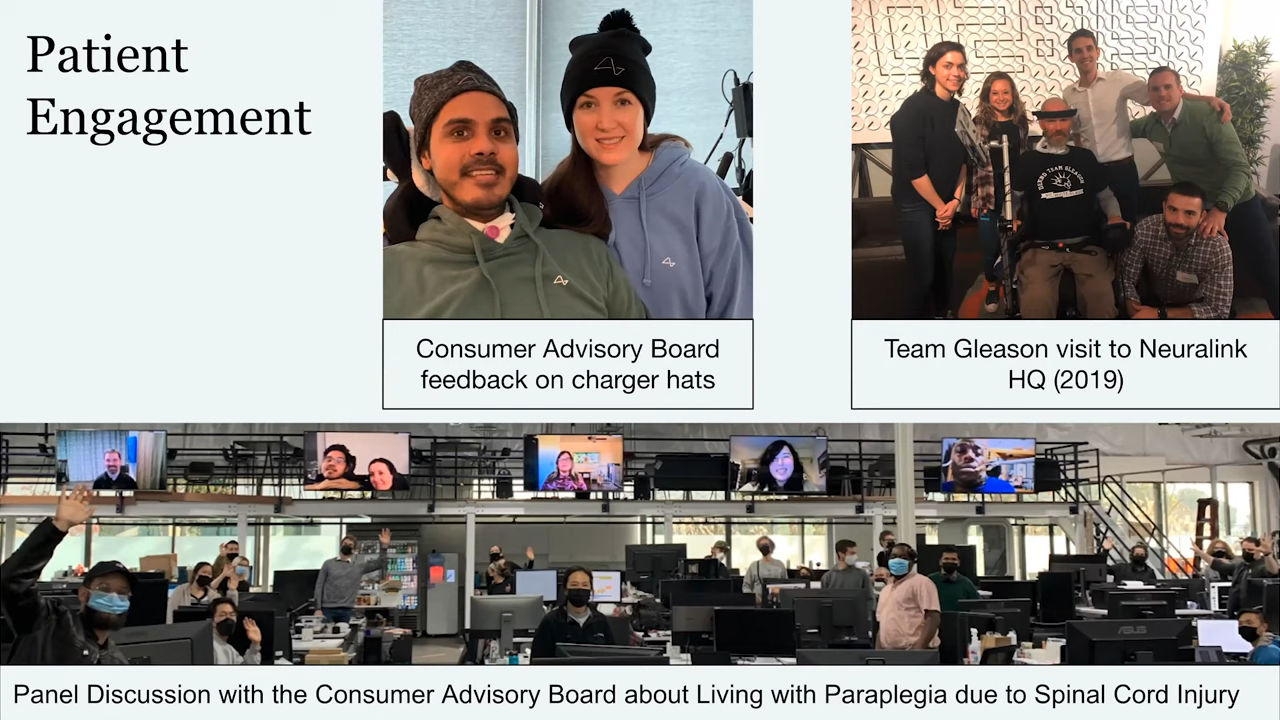 Patient
Engagement
Consumer Advisory Board
feedback on charger hats
Team Gleason visit to Neuralink
HQ (2019)
ASUS
Panel Discussion with the Consumer Advisory Board about Living with Paraplegia due to Spinal Cord Injury